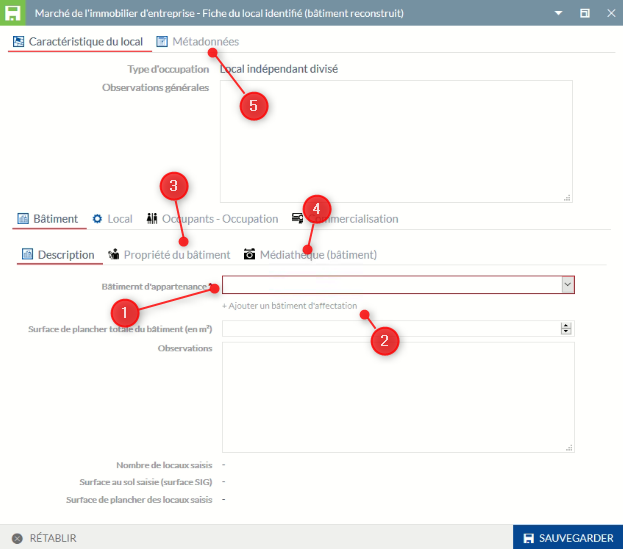 Marché de l'immobilier d'entreprise - Fiche du local identifié (bâtiment reconstruit)
Caractéristique du local Métadonnées
Type d'occupation Local indépendant divisé
5
Observations générales
3
4
Bâtiment Local Occupants - Occupation Commercialisation
Description Propriété du bâtiment Médiathèque (bâtiment)
Bâtimernt d'appartenance *
1
+ Ajouter un bâtiment d'affectation
Surface de plancher totale du bâtiment (en m²)
2
Observations
Nombre de locaux saisis -
Surface au sol saisie (surface SIG) -
Surface de plancher des locaux saisis -
RÉTABLIR SAUVEGARDER